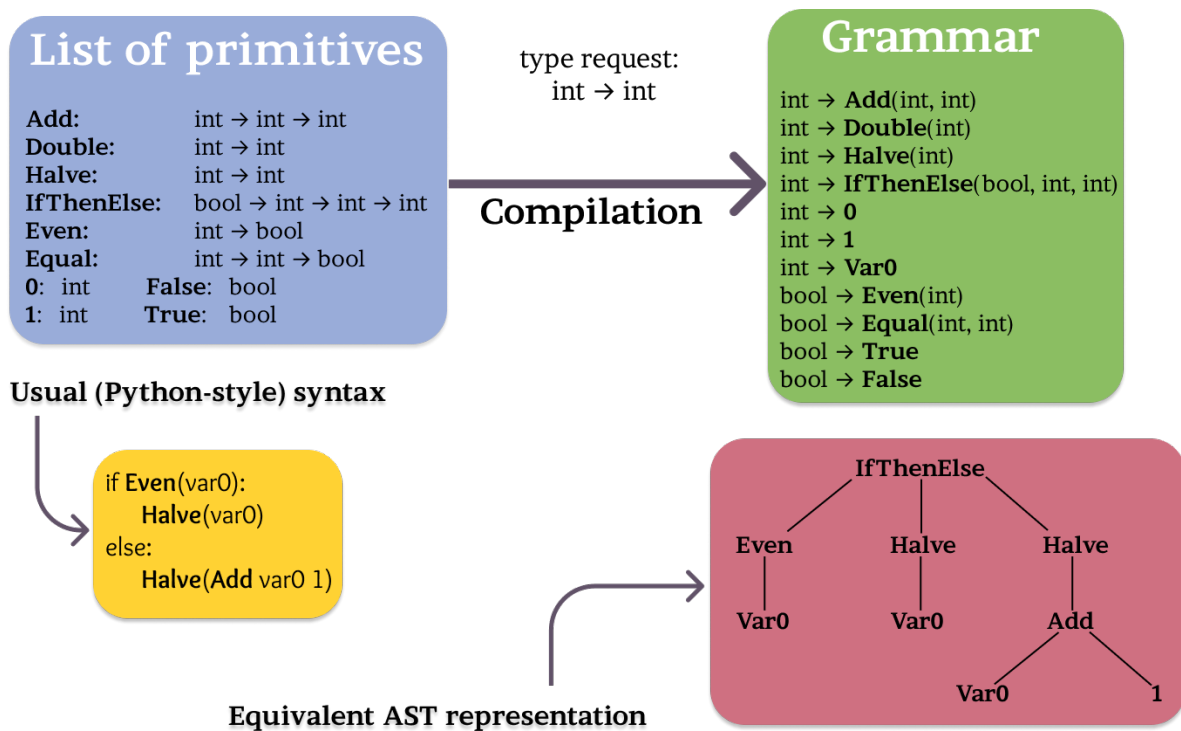 List of primitives
Add: int → int → int
Double: int → int
Halve: int → int
IfThenElse: bool → int → int → int
Even: int → bool
Equal: int → int → bool
0: int False: bool
1: int True: bool
type request:
int → int
Compilation
Grammar
int → Add(int, int)
int → Double(int)
int → Halve(int)
int → IfThenElse(bool, int, int)
int → 0
int → 1
int → Var0
bool → Even(int)
bool → Equal(int, int)
bool → True
bool → False
Usual (Python-style) syntax
if Even(var0):
Halve(var0)
else:
Halve(Add var0 1)
IfThenElse
Even Halve Halve
Var0 Var0 Add
Var0 1
Equivalent AST representation